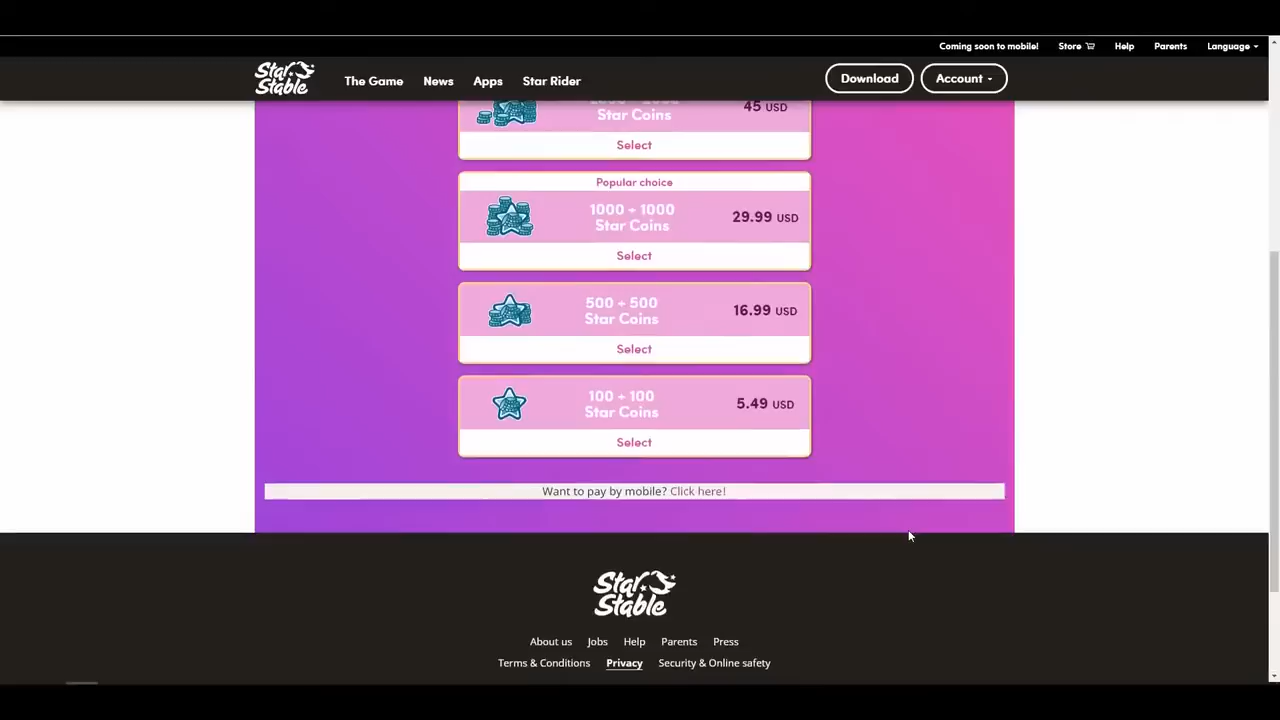 Coming soon to mobile! Store Help Parents Language
Star Stable
The Game News Apps Star Rider Download Account
45 USD
Star Coins
Select
Popular choice
1000 + 1000
Star Coins
29.99 USD
Select
500 + 500
Star Coins
16.99 USD
Select
100 + 100
Star Coins
5.49 USD
Select
Want to pay by mobile? Click here!
Star
Stable
About us Jobs Help Parents Press
Terms & Conditions Privacy Security & Online safety